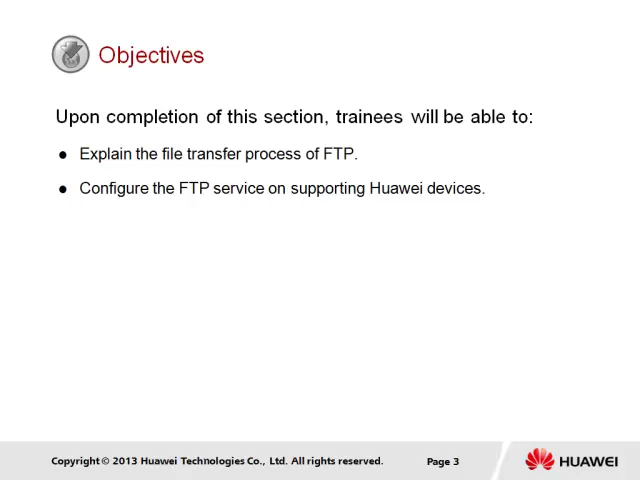 Objectives
Upon completion of this section, trainees will be able to:
● Explain the file transfer process of FTP.
● Configure the FTP service on supporting Huawei devices.
Copyright © 2013 Huawei Technologies Co., Ltd. All rights reserved.
Page 3
HUAWEI